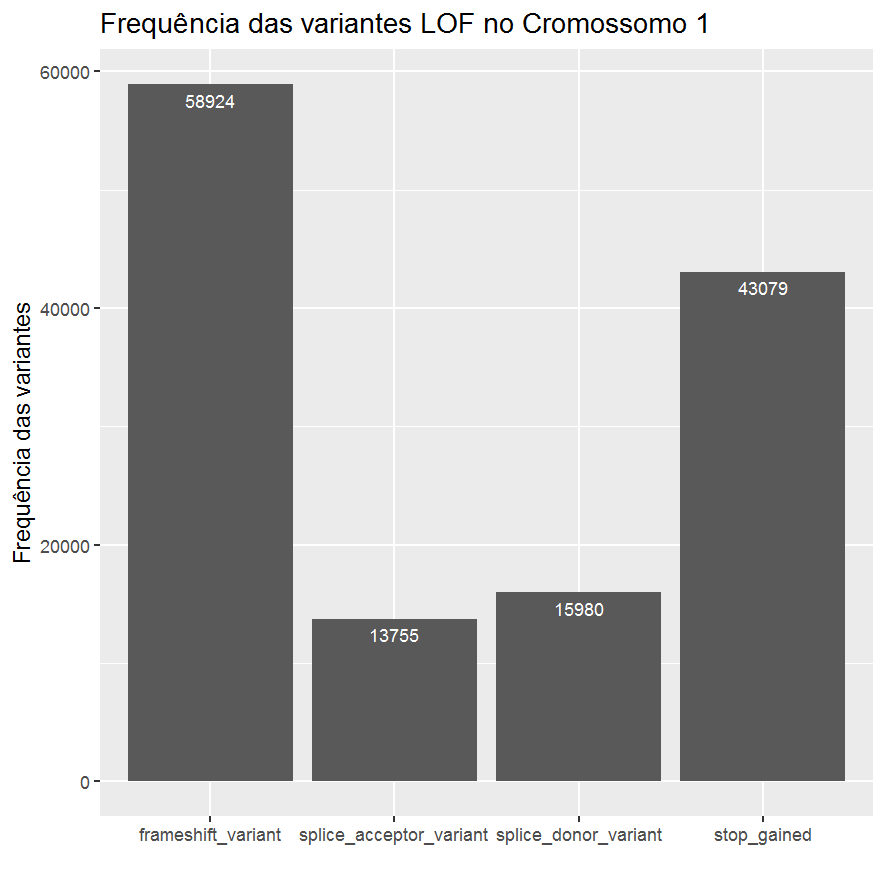 Frequência das variantes LOF no Cromossomo 1
Frequência das variantes
60000
40000
20000
0
58924
13755
15980
43079
frameshift_variant
splice_acceptor_variant
splice_donor_variant
stop_gained